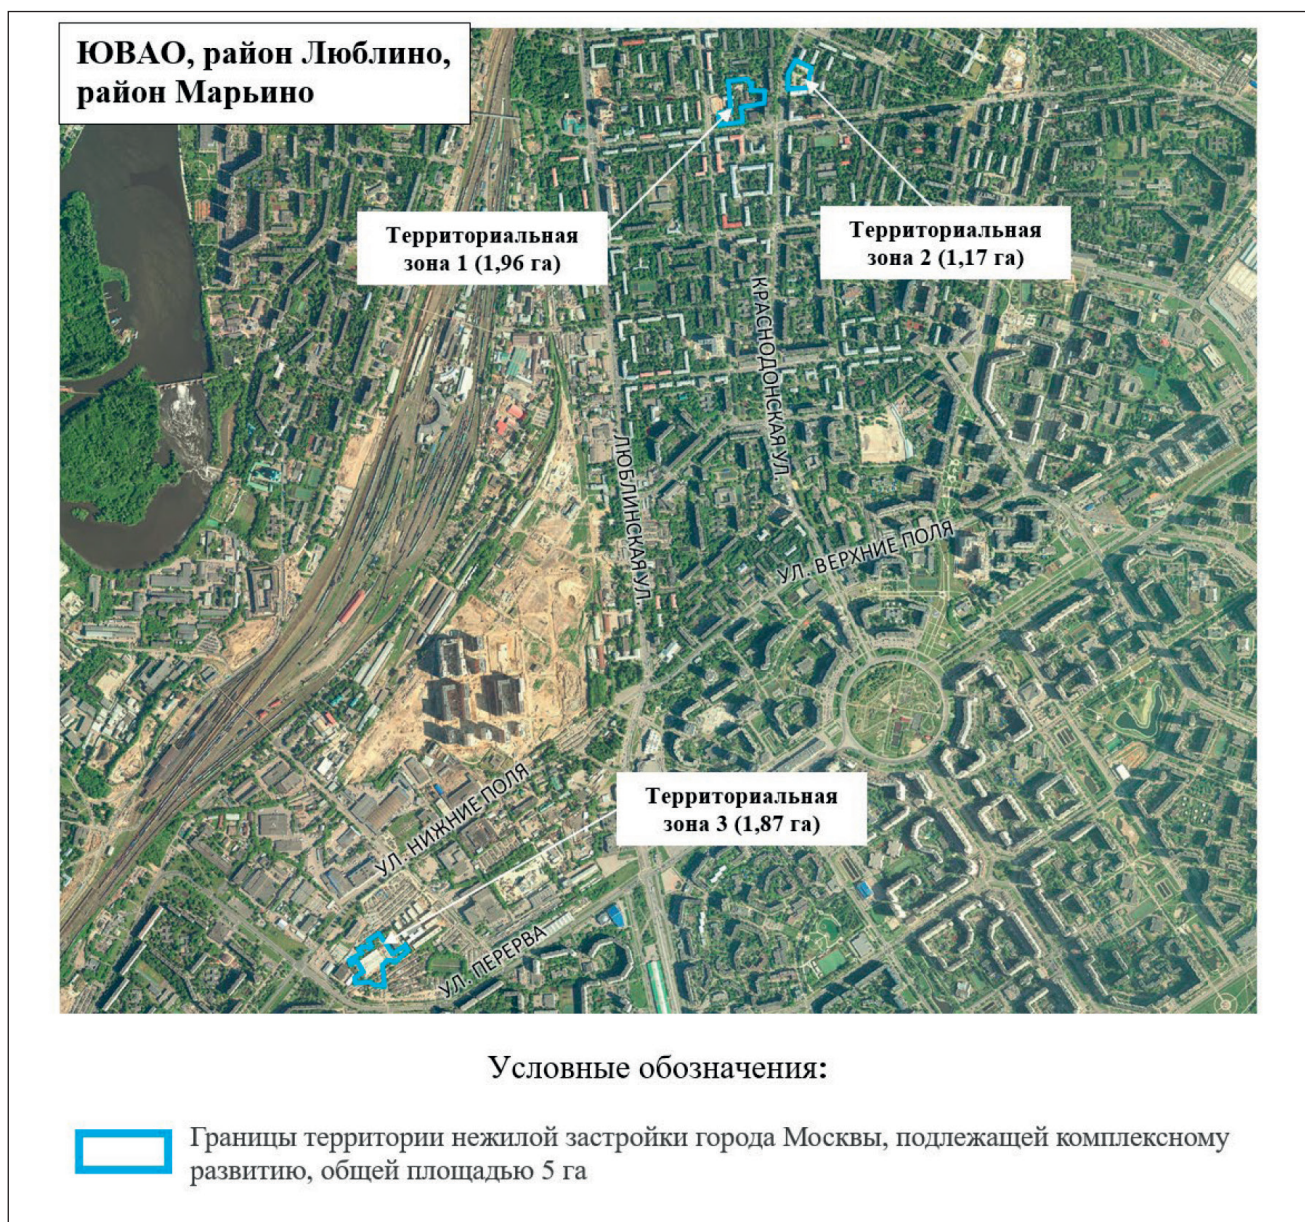 ЮВАО, район Люблино,
район Марьино
Территориальная
зона 1 (1,96 га)
Территориальная
зона 2 (1,17 га)
КРАСНОДОНСКАЯ УЛ.
ЛЮБЛИНСКАЯ УЛ.
УЛ. ВЕРХНИЕ ПОЛЯ
Территориальная
зона 3 (1,87 га)
УЛ. НИЖНИЕ ПОЛЯ
УЛ. ПЕРЕРВА
Условные обозначения:
Границы территории нежилой застройки города Москвы, подлежащей комплексному
развитию, общей площадью 5 га